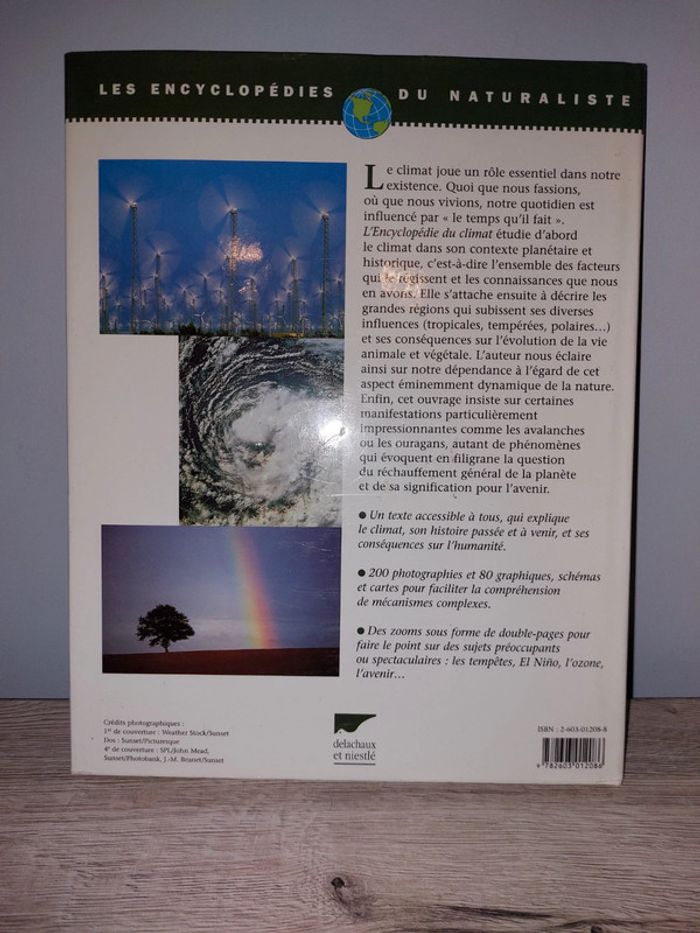 LES ENCYCLOPÉDIES DU NATURALISTE
Le climat joue un rôle essentiel dans notre
existence. Quoi que nous fassions,
où que nous vivions, notre quotidien est
influencé par « le temps qu'il fait ».
L'Encyclopédie du climat étudie d'abord
le climat dans son contexte planétaire et
historique, c'est-à-dire l'ensemble des facteurs
qui le régissent et les connaissances que nous
en avons. Elle s'attache ensuite à décrire les
grandes régions qui subissent ses diverses
influences (tropicales, tempérées, polaires…)
et ses conséquences sur l'évolution de la vie
animale et végétale. L'auteur nous éclaire
ainsi sur notre dépendance à l'égard de cet
aspect éminemment dynamique de la nature.
Enfin, cet ouvrage insiste sur certaines
manifestations particulièrement
impressionnantes comme les avalanches
ou les ouragans, autant de phénomènes
qui évoquent en filigrane la question
du réchauffement général de la planète
et de sa signification pour l'avenir.
● Un texte accessible à tous, qui explique
le climat, son histoire passée et à venir, et ses
conséquences sur l'humanité.
● 200 photographies et 80 graphiques, schémas
et cartes pour faciliter la compréhension
de mécanismes complexes.
● Des zooms sous forme de double-pages pour
faire le point sur des sujets préoccupants
ou spectaculaires : les tempêtes, El Niño, l'ozone,
l'avenir…
Crédits photographiques :
1re de couverture : Weather Stock/Sunset
Dos : Sunset/Picturesque
4e de couverture : SPL/John Mead,
Sunset/Photobank, J.-M. Brunet/Sunset
delachaux
et niestlé
ISBN : 2-603-01208-8
9 782603 012086